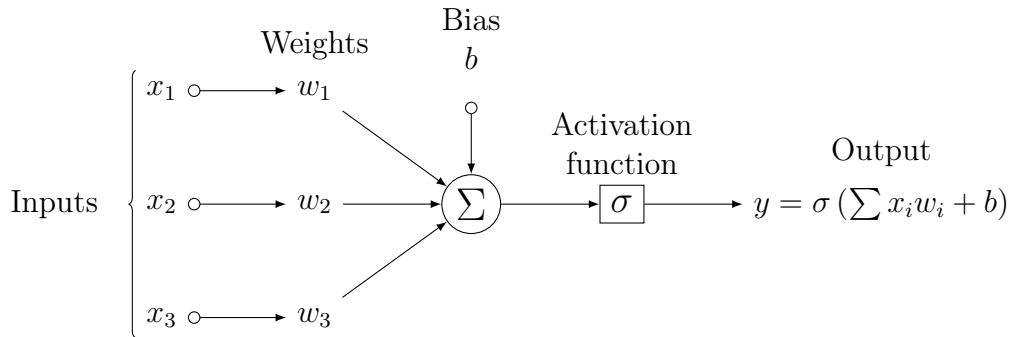 Bias
b
Weights
x₁ w₁
Activation
function
Output
Inputs x₂ w₂ ∑ σ y = σ (∑ xᵢwᵢ + b)
x₃ w₃